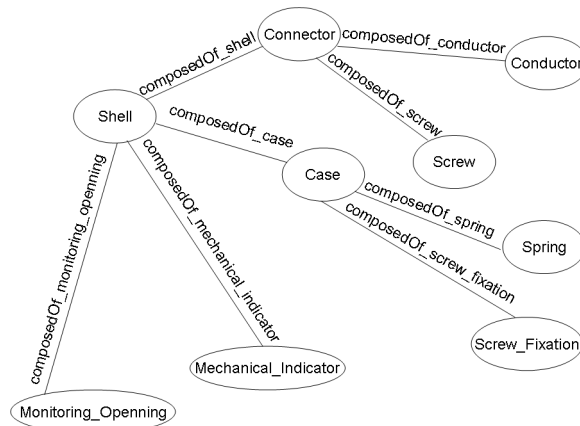 Connector
composedOf_conductor
Conductor
composedOf_shell
composedOf_screw
Shell
composedOf_case
Screw
Case
composedOf_spring
composedOf_monitoring_openning
composedOf_mechanical_indicator
composedOf_screw_fixation
Spring
Screw_Fixation
Mechanical_Indicator
Monitoring_Openning